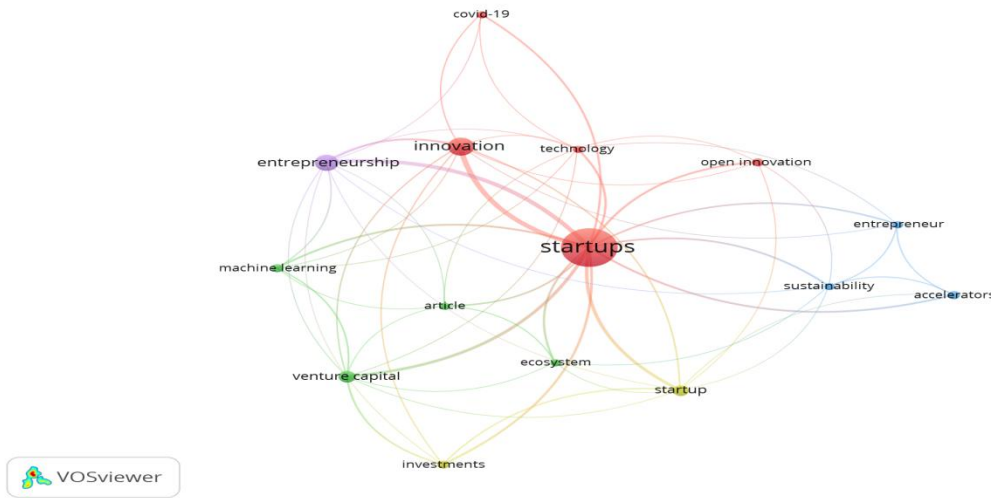 covid-19
innovation
technology
entrepreneurship
open innovation
entrepreneur
startups
machine learning
sustainability
accelerators
article
ecosystem
venture capital
startup
investments
VOSviewer